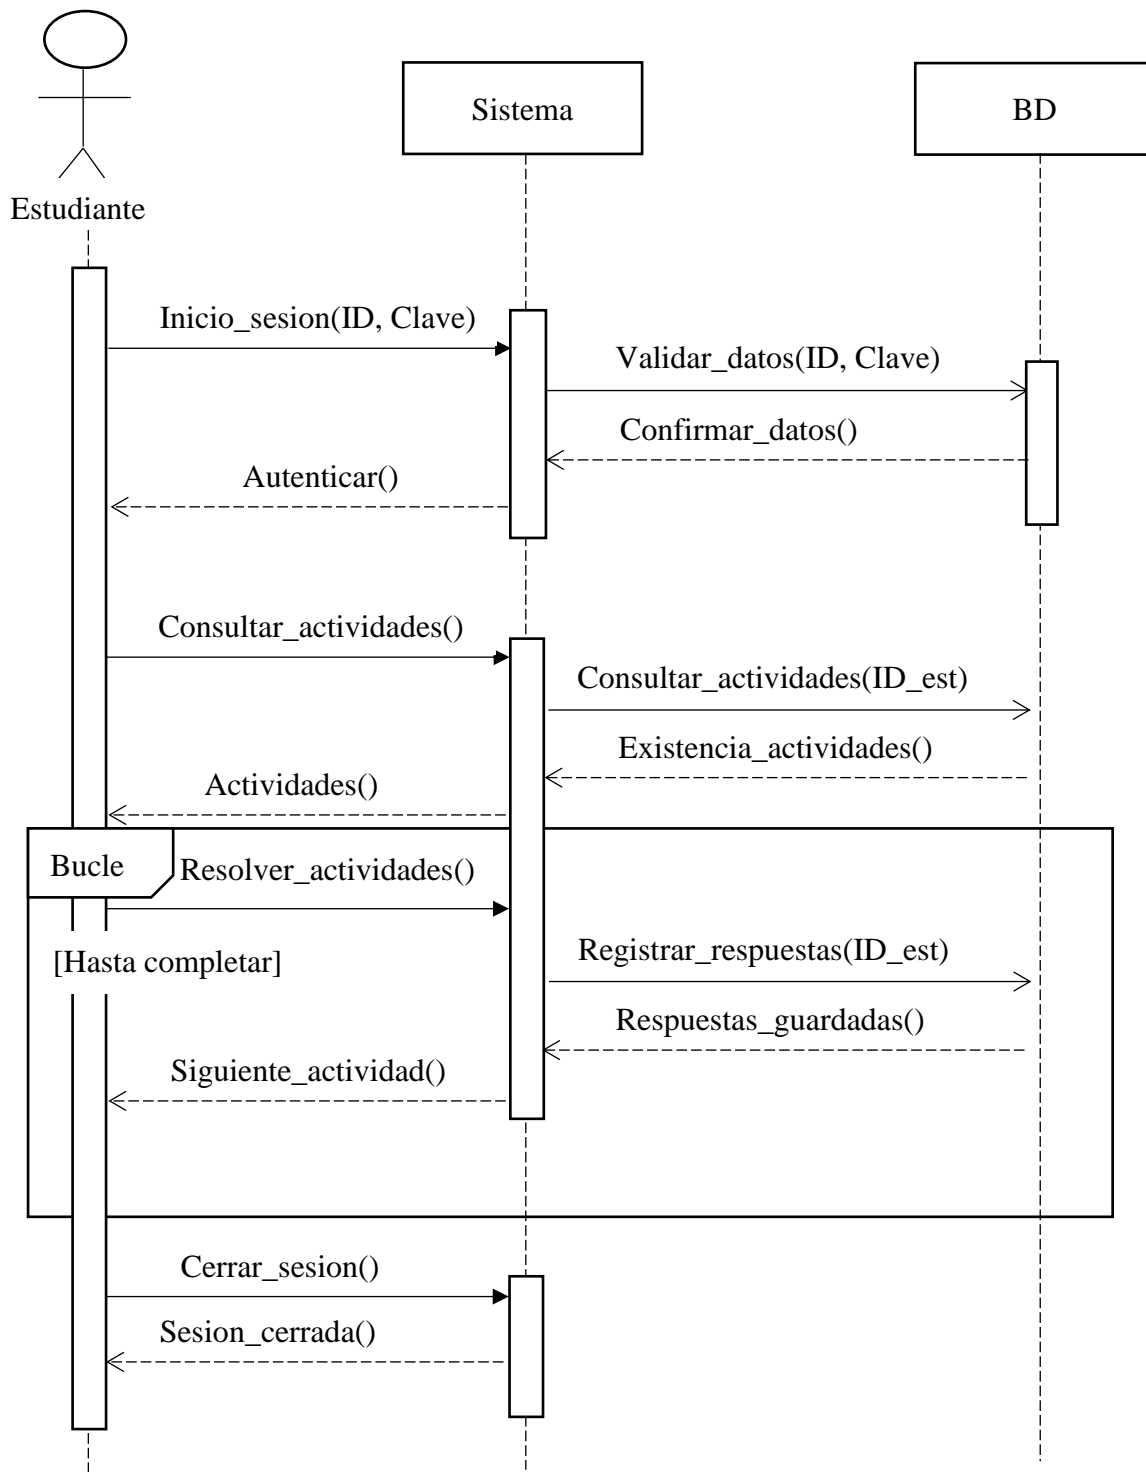 Sistema
BD
Estudiante
Inicio_sesion(ID, Clave)
Validar_datos(ID, Clave)
Confirmar_datos()
Autenticar()
Consultar_actividades()
Consultar_actividades(ID_est)
Existencia_actividades()
Actividades()
Bucle
Resolver_actividades()
[Hasta completar]
Registrar_respuestas(ID_est)
Respuestas_guardadas()
Siguiente_actividad()
Cerrar_sesion()
Sesion_cerrada()